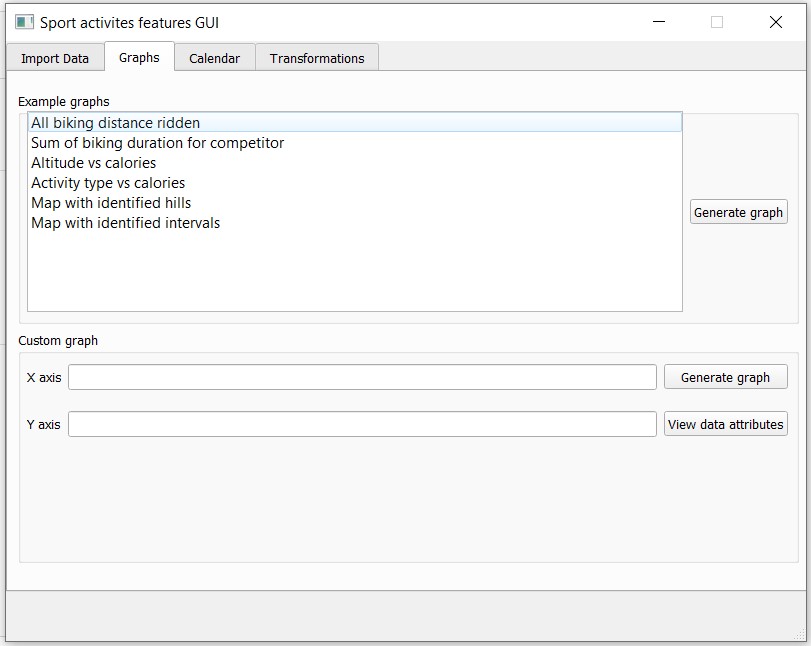 Sport activites features GUI
Import Data Graphs Calendar Transformations
Example graphs
All biking distance ridden
Sum of biking duration for competitor
Altitude vs calories
Activity type vs calories
Map with identified hills
Map with identified intervals
Generate graph
Custom graph
X axis Generate graph
Y axis View data attributes